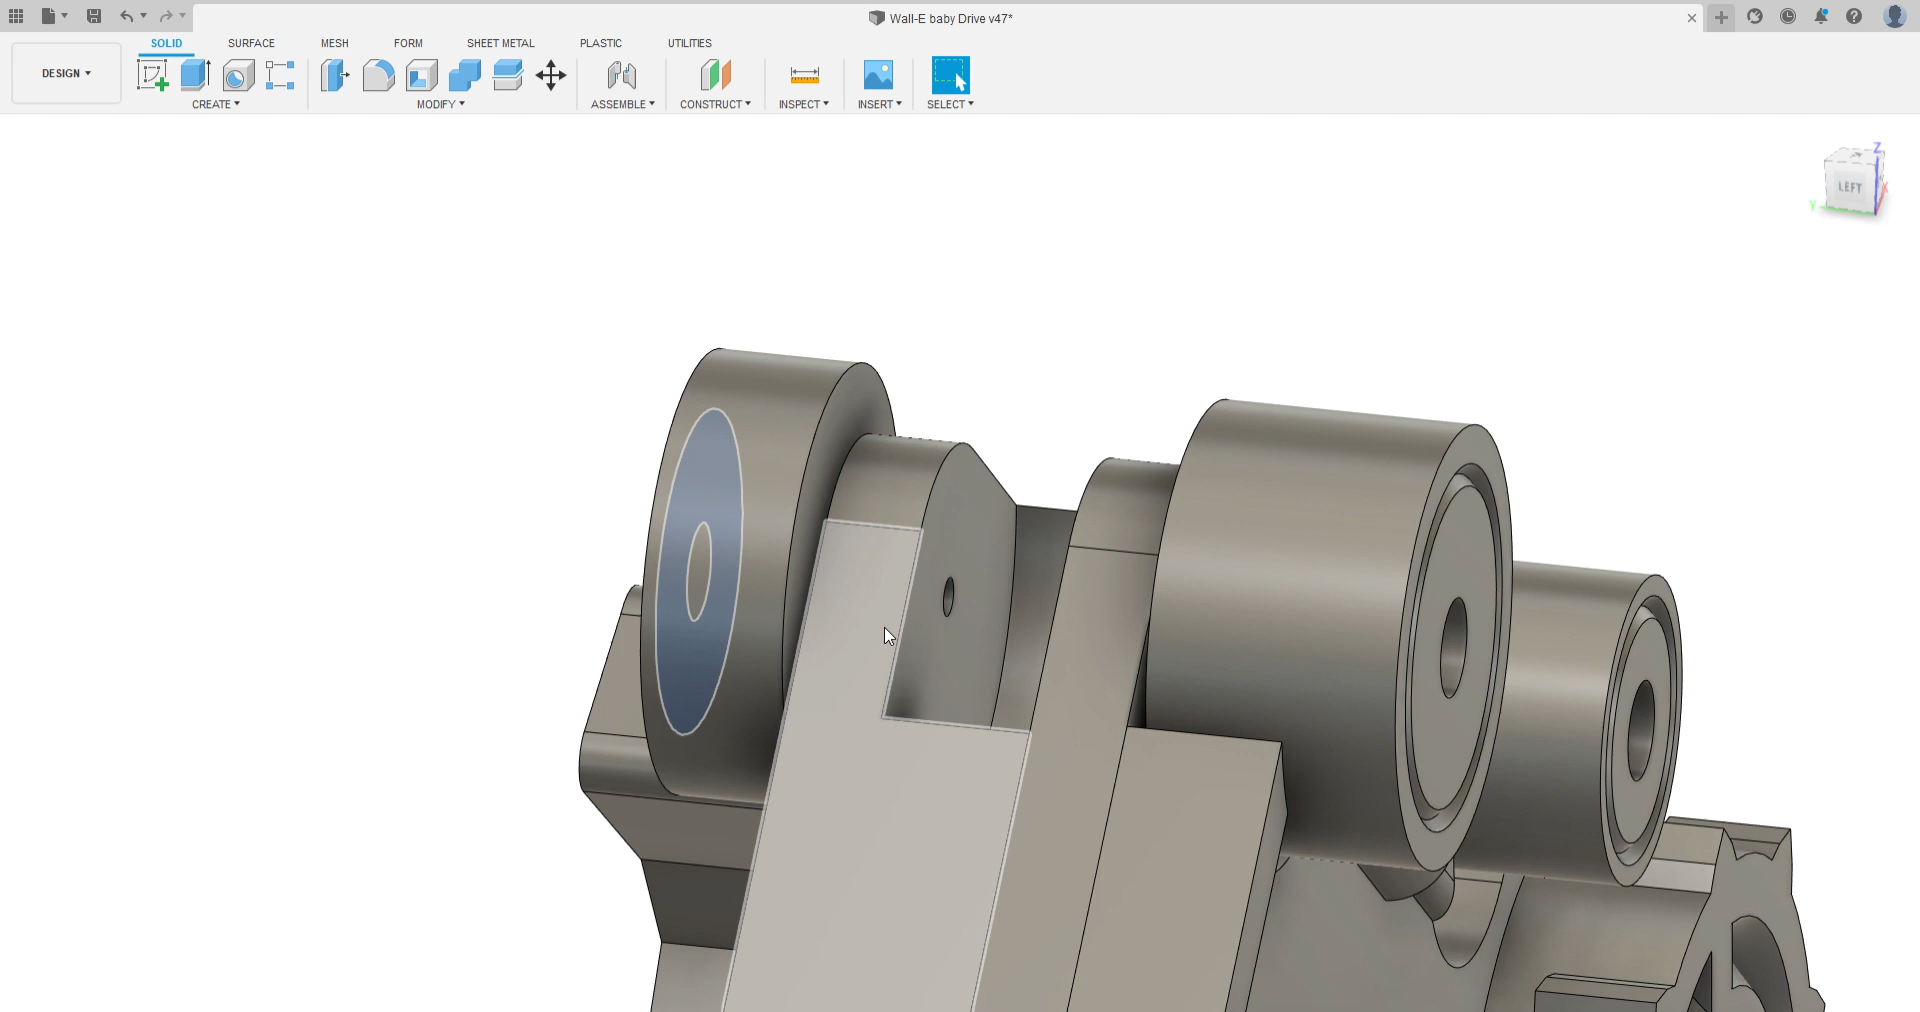 Wall-E baby Drive v47*
SOLID
SURFACE
MESH
FORM
SHEET METAL
PLASTIC
UTILITIES
DESIGN
CREATE
MODIFY
ASSEMBLE
CONSTRUCT
INSPECT
INSERT
SELECT
Z
LEFT
X
Y